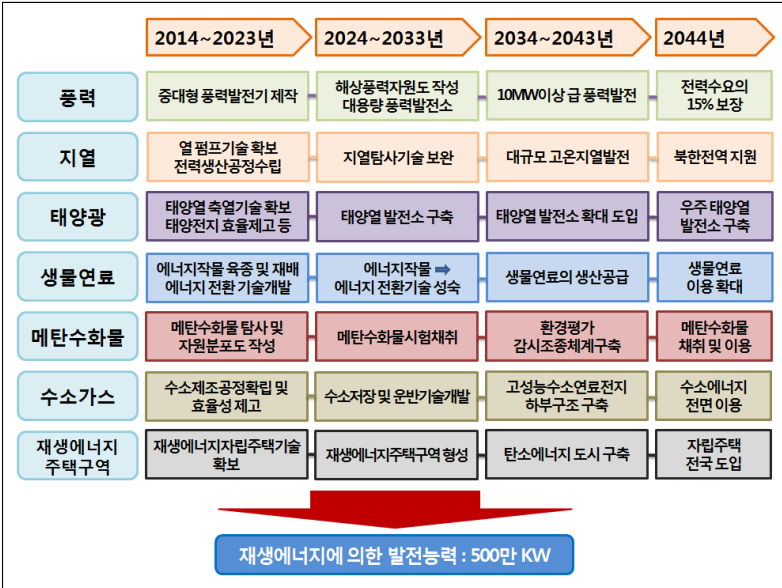 2014~2023년
2024~2033년
2034~2043년
2044년
풍력
중대형 풍력발전기 제작
해상풍력자원도 작성
대용량 풍력발전소
10MW이상 급 풍력발전
전력수요의
15% 보장
지열
열 펌프기술 확보
전력생산공정수립
지열탐사기술 보완
대규모 고온지열발전
북한전역 지원
태양광
태양열 축열기술 확보
태양전지 효율제고 등
태양열 발전소 구축
태양열 발전소 확대 도입
우주 태양열
발전소 구축
생물연료
에너지작물 육종 및 재배
에너지 전환 기술개발
에너지작물 ➡
에너지 전환기술 성숙
생물연료의 생산공급
생물연료
이용 확대
메탄수화물
메탄수화물 탐사 및
자원분포도 작성
메탄수화물시험채취
환경평가
감시조종체계구축
메탄수화물
채취 및 이용
수소가스
수소제조공정확립 및
효율성 제고
수소저장 및 운반기술개발
고성능수소연료전지
하부구조 구축
수소에너지
전면 이용
재생에너지
주택구역
재생에너지자립주택기술
확보
재생에너지주택구역 형성
탄소에너지 도시 구축
자립주택
전국 도입
재생에너지에 의한 발전능력 : 500만 KW